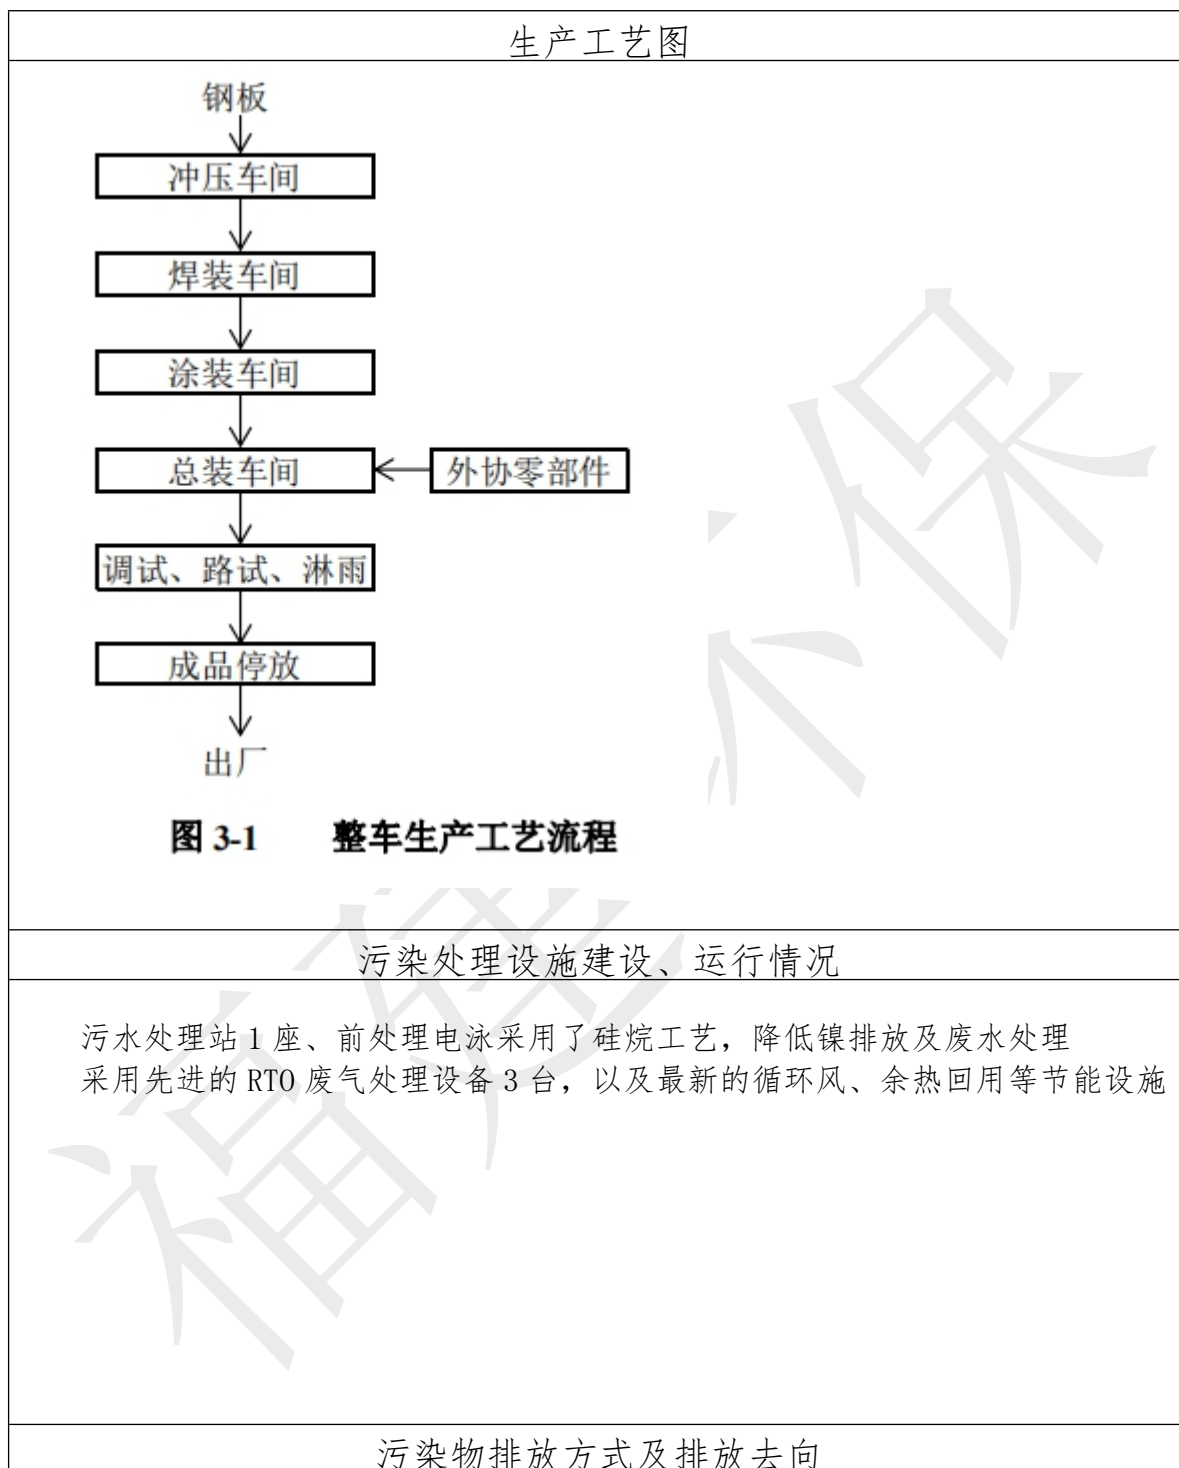 生产工艺图
钢板
冲压车间
焊装车间
涂装车间
总装车间 外协零部件
调试、路试、淋雨
成品停放
出厂
图 3-1 整车生产工艺流程
污染处理设施建设、运行情况
污水处理站 1 座、前处理电泳采用了硅烷工艺，降低镍排放及废水处理
采用先进的 RTO 废气处理设备 3 台，以及最新的循环风、余热回用等节能设施
污染物排放方式及排放去向